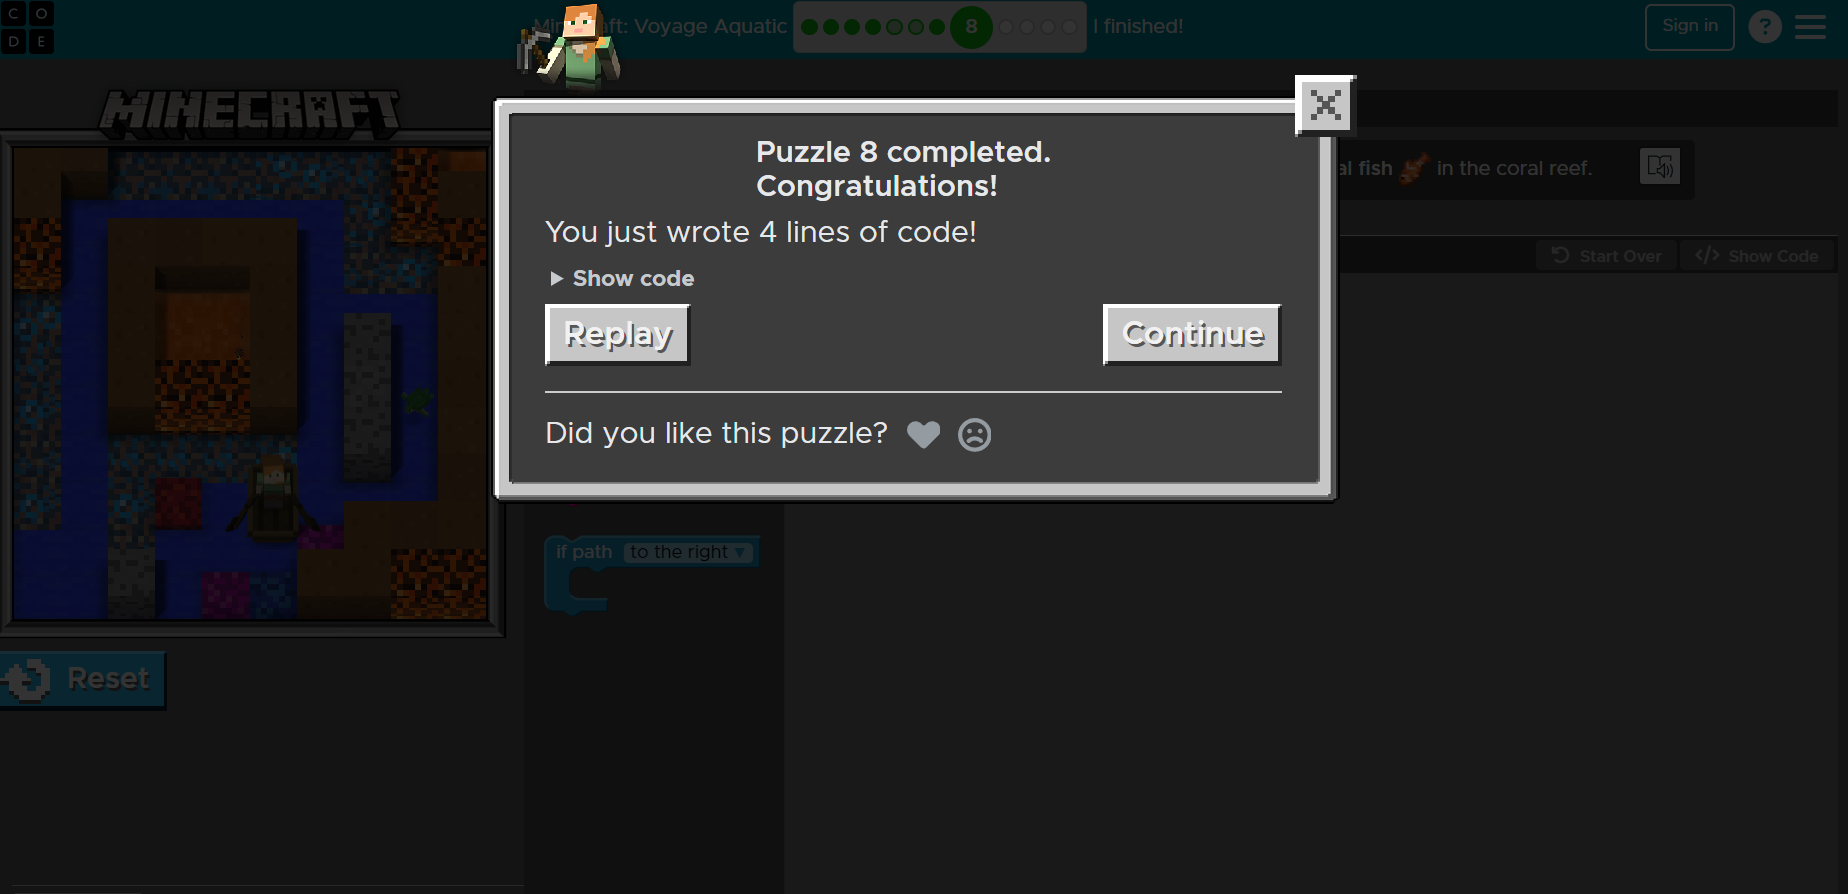 C O
D E
Minecraft: Voyage Aquatic
8
I finished!
Sign in
?
MINECRAFT
Puzzle 8 completed.
Congratulations!
al fish in the coral reef.
You just wrote 4 lines of code!
Start Over
</> Show Code
Show code
Replay
Continue
Did you like this puzzle?
if path to the right
Reset